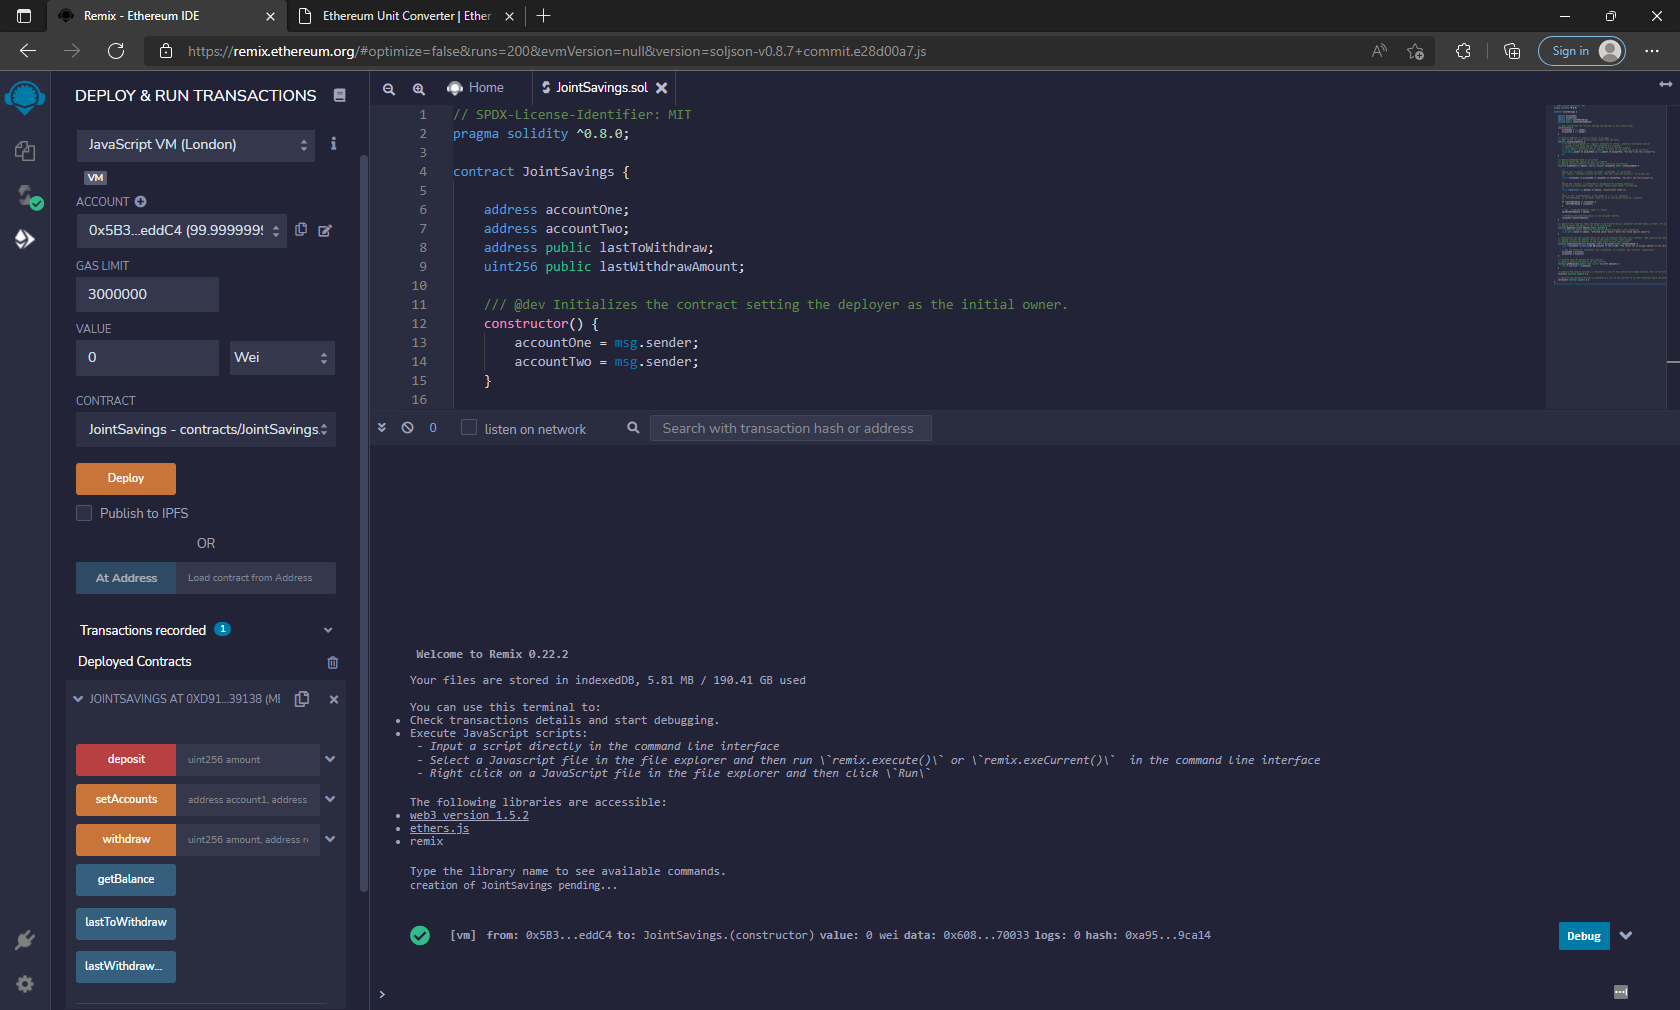 Remix - Ethereum IDE
Ethereum Unit Converter | Ether
https://remix.ethereum.org/#optimize=false&runs=200&evmVersion=null&version=soljson-v0.8.7+commit.e28d00a7.js
Sign in
DEPLOY & RUN TRANSACTIONS
JavaScript VM (London)
VM
ACCOUNT
0x5B3...eddC4 (99.9999999
GAS LIMIT
3000000
VALUE
0
Wei
CONTRACT
JointSavings - contracts/JointSavings.
Deploy
Publish to IPFS
OR
At Address
Load contract from Address
Transactions recorded 1
Deployed Contracts
JOINTSAVINGS AT 0XD91...39138 (ME
deposit
uint256 amount
setAccounts
address account1, address
withdraw
uint256 amount, address r
getBalance
lastToWithdraw
lastWithdraw...
Home
JointSavings.sol
1 // SPDX-License-Identifier: MIT
2 pragma solidity ^0.8.0;
3
4 contract JointSavings {
5
6 address accountOne;
7 address accountTwo;
8 address public lastToWithdraw;
9 uint256 public lastWithdrawAmount;
10
11 /// @dev Initializes the contract setting the deployer as the initial owner.
12 constructor() {
13 accountOne = msg.sender;
14 accountTwo = msg.sender;
15 }
16
0
listen on network
Search with transaction hash or address
Welcome to Remix 0.22.2
Your files are stored in indexedDB, 5.81 MB / 190.41 GB used
You can use this terminal to:
• Check transactions details and start debugging.
• Execute JavaScript scripts:
- Input a script directly in the command line interface
- Select a Javascript file in the file explorer and then run \`remix.execute()\` or \`remix.exeCurrent()\` in the command line interface
- Right click on a JavaScript file in the file explorer and then click \`Run\`
The following libraries are accessible:
• web3 version 1.5.2
• ethers.js
• remix
Type the library name to see available commands.
creation of JointSavings pending...
[vm] from: 0x5B3...eddC4 to: JointSavings.(constructor) value: 0 wei data: 0x608...70033 logs: 0 hash: 0xa95...9ca14
Debug
>